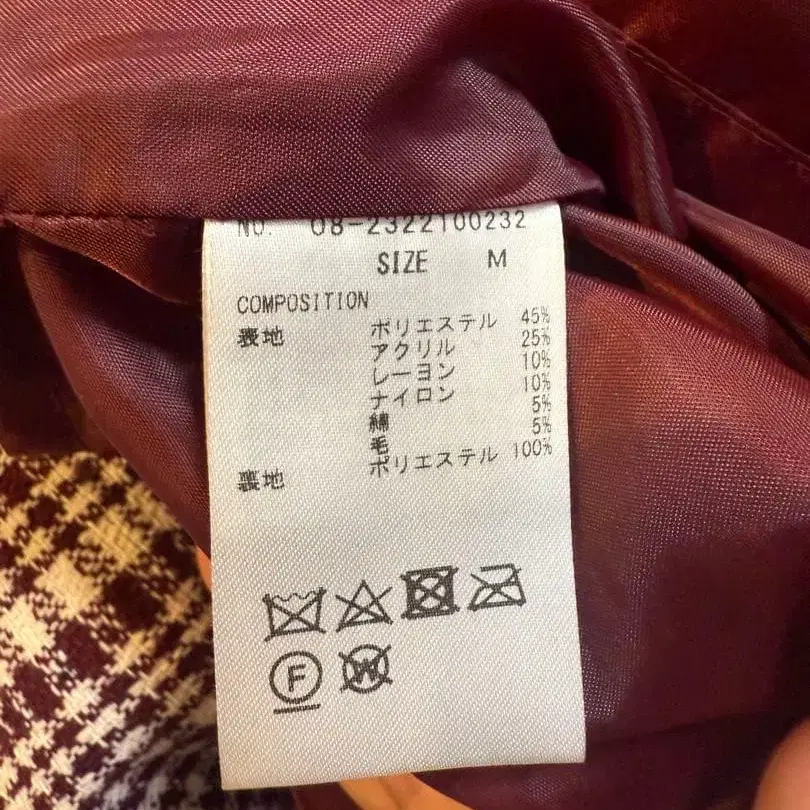 NO. 08-2322100232
SIZE M
COMPOSITION
表地 ポリエステル 45%
アクリル 25%
レーヨン 10%
ナイロン 10%
綿 5%
毛 5%
裏地 ポリエステル 100%
F
W